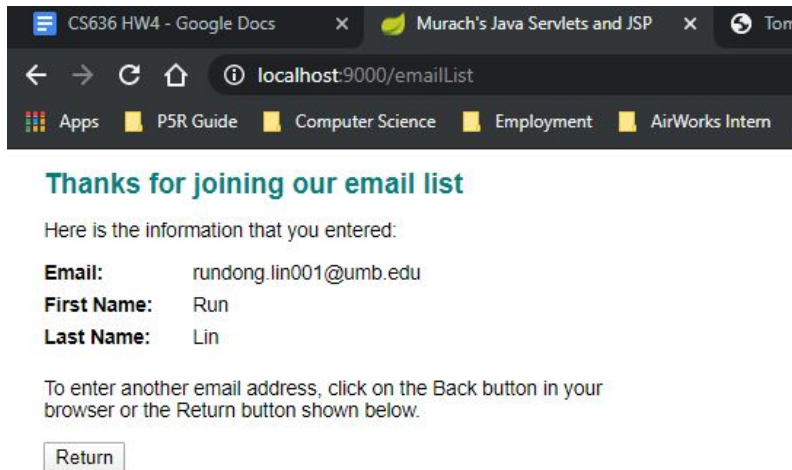 CS636 HW4 - Google Docs
Murach's Java Servlets and JSP
localhost:9000/emailList
Apps P5R Guide Computer Science Employment AirWorks Intern
Thanks for joining our email list
Here is the information that you entered:
Email: rundong.lin001@umb.edu
First Name: Run
Last Name: Lin
To enter another email address, click on the Back button in your
browser or the Return button shown below.
Return